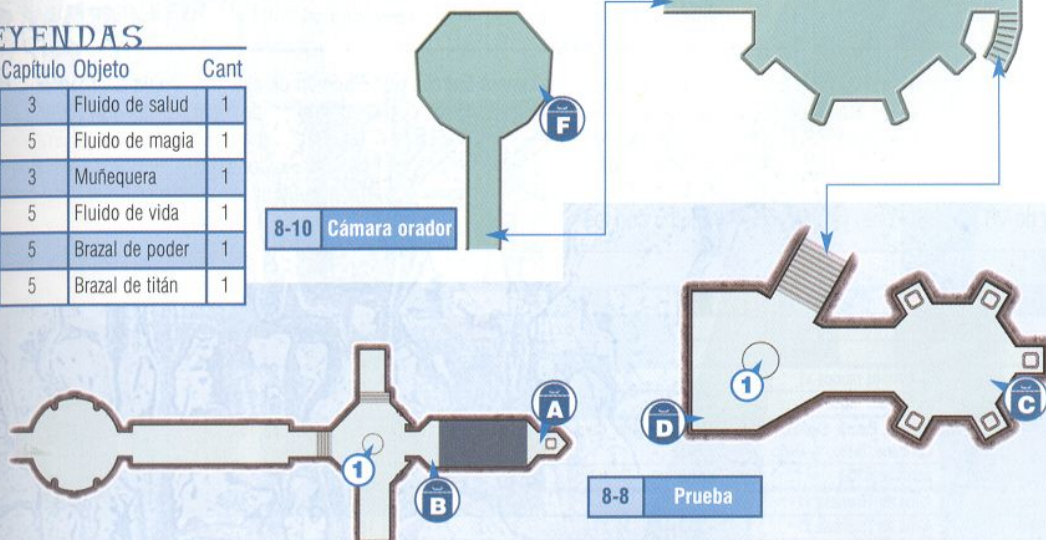 EYENDAS
Capítulo Objeto Cant
3 Fluido de salud 1
5 Fluido de magia 1
3 Muñequera 1
5 Fluido de vida 1
5 Brazal de poder 1
5 Brazal de titán 1
F
8-10 Cámara orador
1
D
C
A
1
B
8-8 Prueba